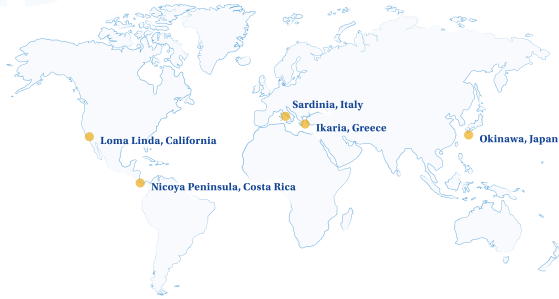 Sardinia, Italy
Ikaria, Greece
Loma Linda, California
Okinawa, Japan
Nicoya Peninsula, Costa Rica